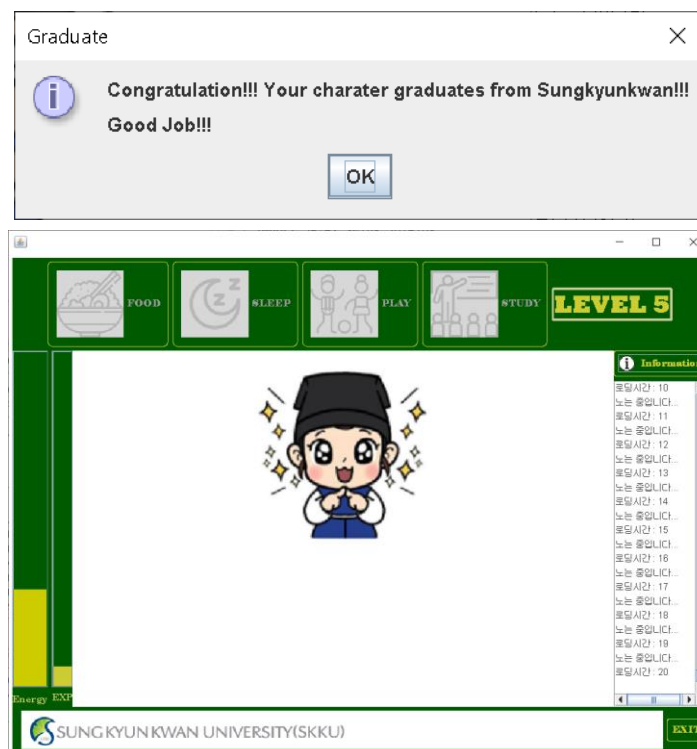 Graduate
Congratulation!!! Your charater graduates from Sungkyunkwan!!!
Good Job!!!
OK
FOOD
SLEEP
PLAY
STUDY
LEVEL 5
Informatio
로딩시간 : 10
노는 중입니다...
로딩시간 : 11
노는 중입니다...
로딩시간 : 12
노는 중입니다...
로딩시간 : 13
노는 중입니다...
로딩시간 : 14
노는 중입니다...
로딩시간 : 15
노는 중입니다...
로딩시간 : 16
노는 중입니다...
로딩시간 : 17
노는 중입니다...
로딩시간 : 18
노는 중입니다...
로딩시간 : 19
노는 중입니다...
로딩시간 : 20
Energy EXP
SUNG KYUN KWAN UNIVERSITY(SKKU)
EXIT